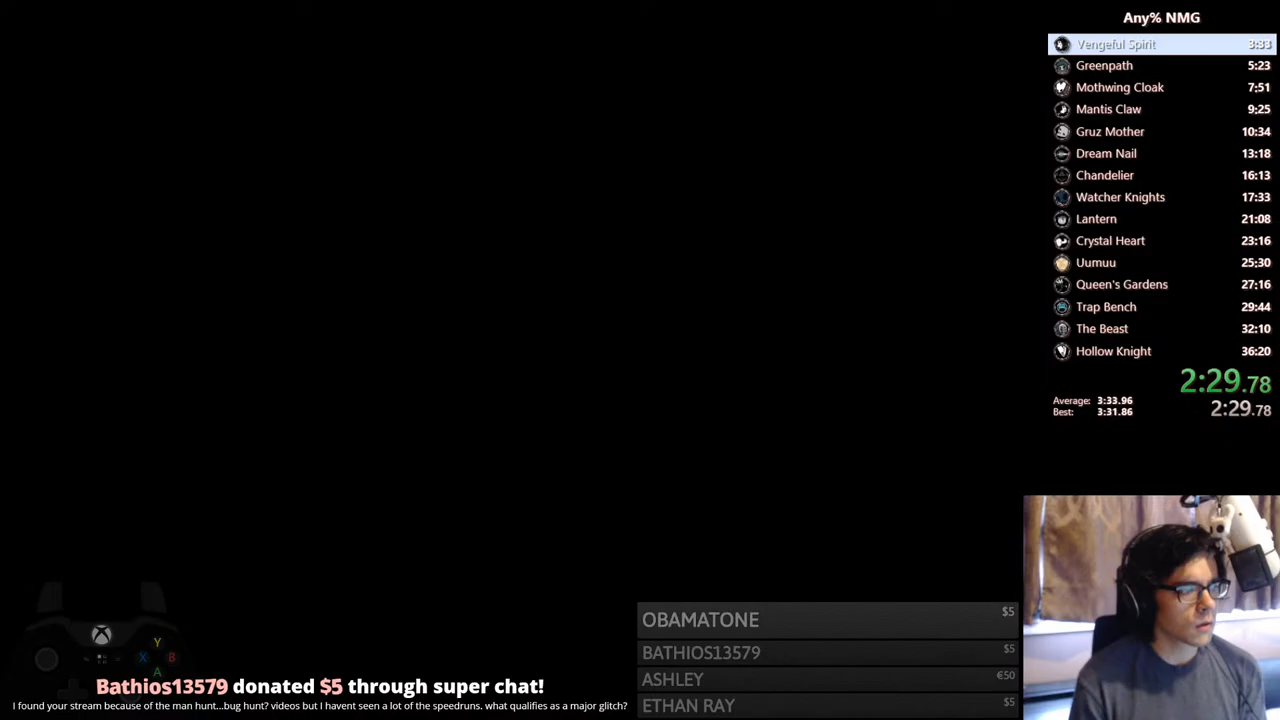 Any% NMG
Vengeful Spirit 3:33
Greenpath 5:23
Mothwing Cloak 7:51
Mantis Claw 9:25
Gruz Mother 10:34
Dream Nail 13:18
Chandelier 16:13
Watcher Knights 17:33
Lantern 21:08
Crystal Heart 23:16
Uumuu 25:30
Queen's Gardens 27:16
Trap Bench 29:44
The Beast 32:10
Hollow Knight 36:20
2:29.78
Average: 3:33.96
Best: 3:31.86
2:29.78
OBAMATONE $5
BATHIOS13579 $5
ASHLEY €50
ETHAN RAY $5
Y
X B
A
Bathios13579 donated $5 through super chat!
I found your stream because of the man hunt...bug hunt? videos but I havent seen a lot of the speedruns. what qualifies as a major glitch?